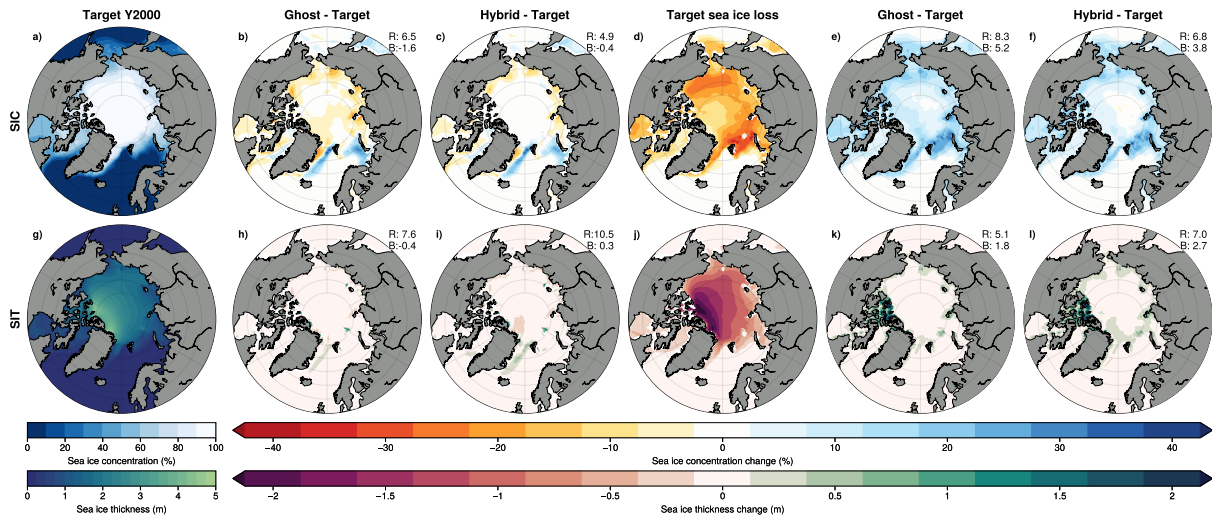 Target Y2000
Ghost - Target
Hybrid - Target
Target sea ice loss
Ghost - Target
Hybrid - Target
SIC
a)
b)
R: 6.5
B:-1.6
c)
R: 4.9
B:-0.4
d)
e)
R: 8.3
B: 5.2
f)
R: 6.8
B: 3.8
SIT
g)
h)
R: 7.6
B:-0.4
i)
R:10.5
B: 0.3
j)
k)
R: 5.1
B: 1.8
l)
R: 7.0
B: 2.7
0 20 40 60 80 100
Sea ice concentration (%)
−40 −30 −20 −10 0 10 20 30 40
Sea ice concentration change (%)
0 1 2 3 4 5
Sea ice thickness (m)
−2 −1.5 −1 −0.5 0 0.5 1 1.5 2
Sea ice thickness change (m)